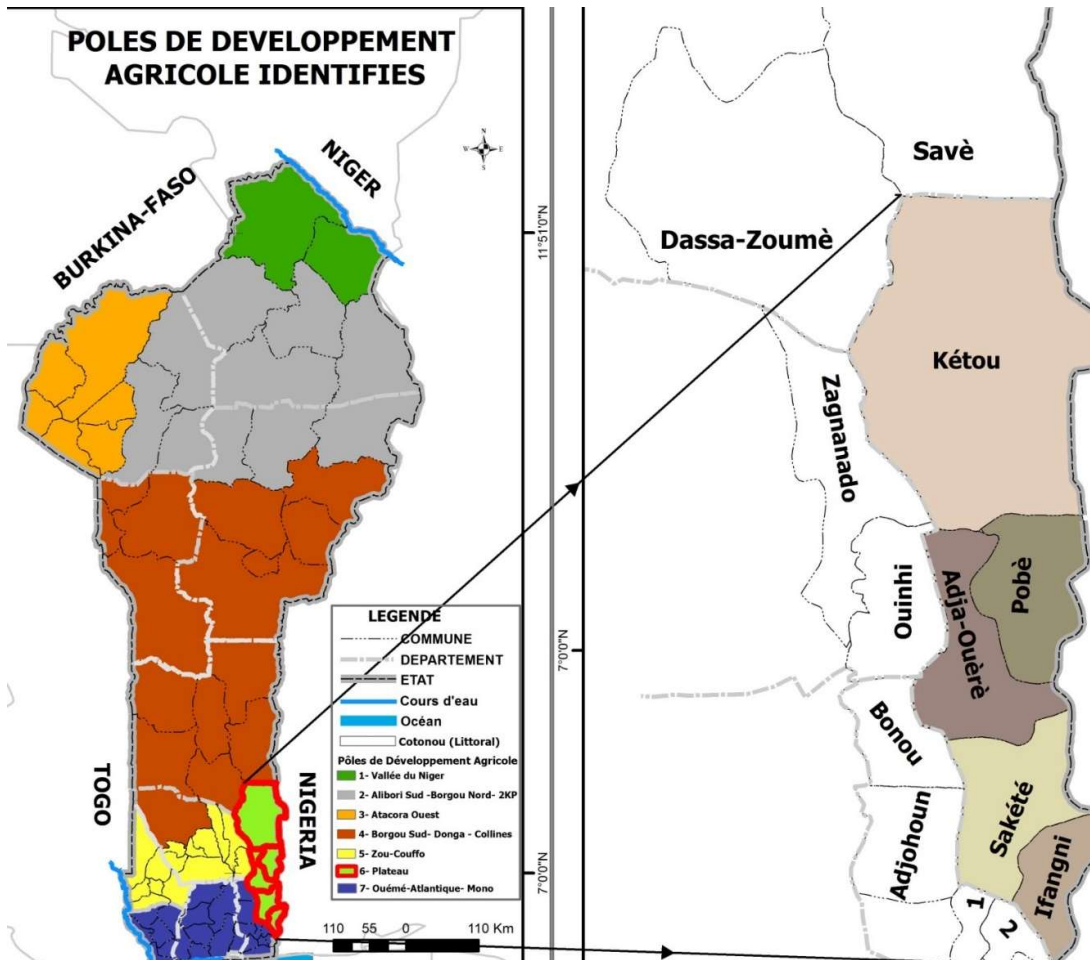 POLES DE DEVELOPPEMENT
AGRICOLE IDENTIFIES
BURKINA-FASO
NIGER
N
W E
S
TOGO
NIGERIA
LEGENDE
COMMUNE
DEPARTEMENT
ETAT
Cours d'eau
Océan
Cotonou (Littoral)
Pôles de Développement Agricole
1- Vallée du Niger
2- Alibori Sud -Borgou Nord- 2KP
3- Atacora Ouest
4- Borgou Sud- Donga - Collines
5- Zou-Couffo
6- Plateau
7- Ouémé-Atlantique- Mono
110 55 0 110 Km
11°51'0"N
7°0'0"N
7°0'0"N
Savè
Dassa-Zoumè
Kétou
Zagnanado
Ouinhi
Adja-Ouèrè
Pobè
Bonou
Sakété
Adjohoun
Ifangni
1
2